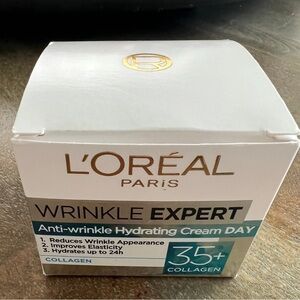 L'ORÉAL
PARIS
WRINKLE EXPERT
Anti-wrinkle Hydrating Cream DAY
1. Reduces Wrinkle Appearance
2. Improves Elasticity
3. Hydrates up to 24h
COLLAGEN
35+
COLLAGEN